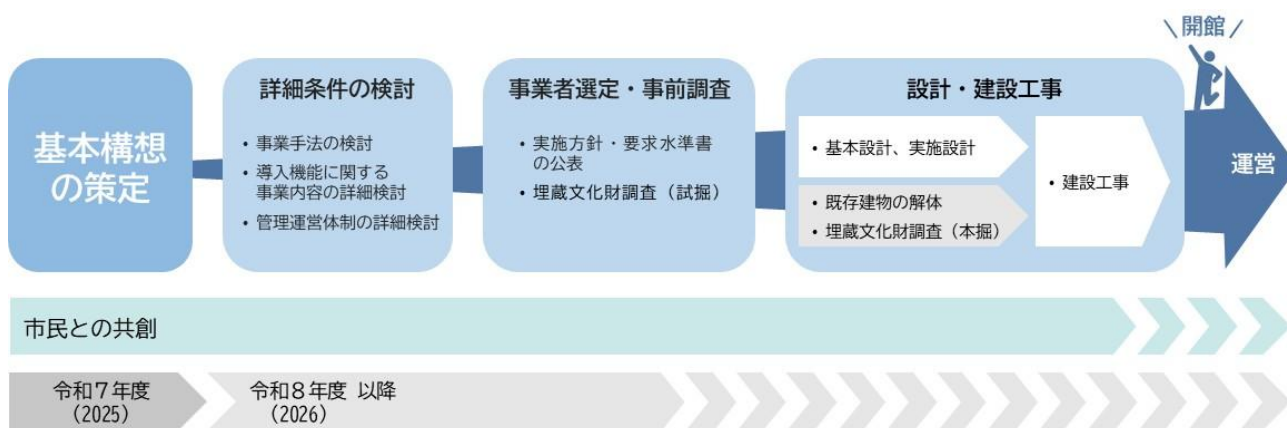 ＼開館／
基本構想
の策定
詳細条件の検討
・事業手法の検討
・導入機能に関する
事業内容の詳細検討
・管理運営体制の詳細検討
事業者選定・事前調査
・実施方針・要求水準書
の公表
・埋蔵文化財調査（試掘）
設計・建設工事
・基本設計、実施設計
・既存建物の解体
・埋蔵文化財調査（本掘）
・建設工事
運営
市民との共創
令和７年度
（2025）
令和８年度 以降
（2026）